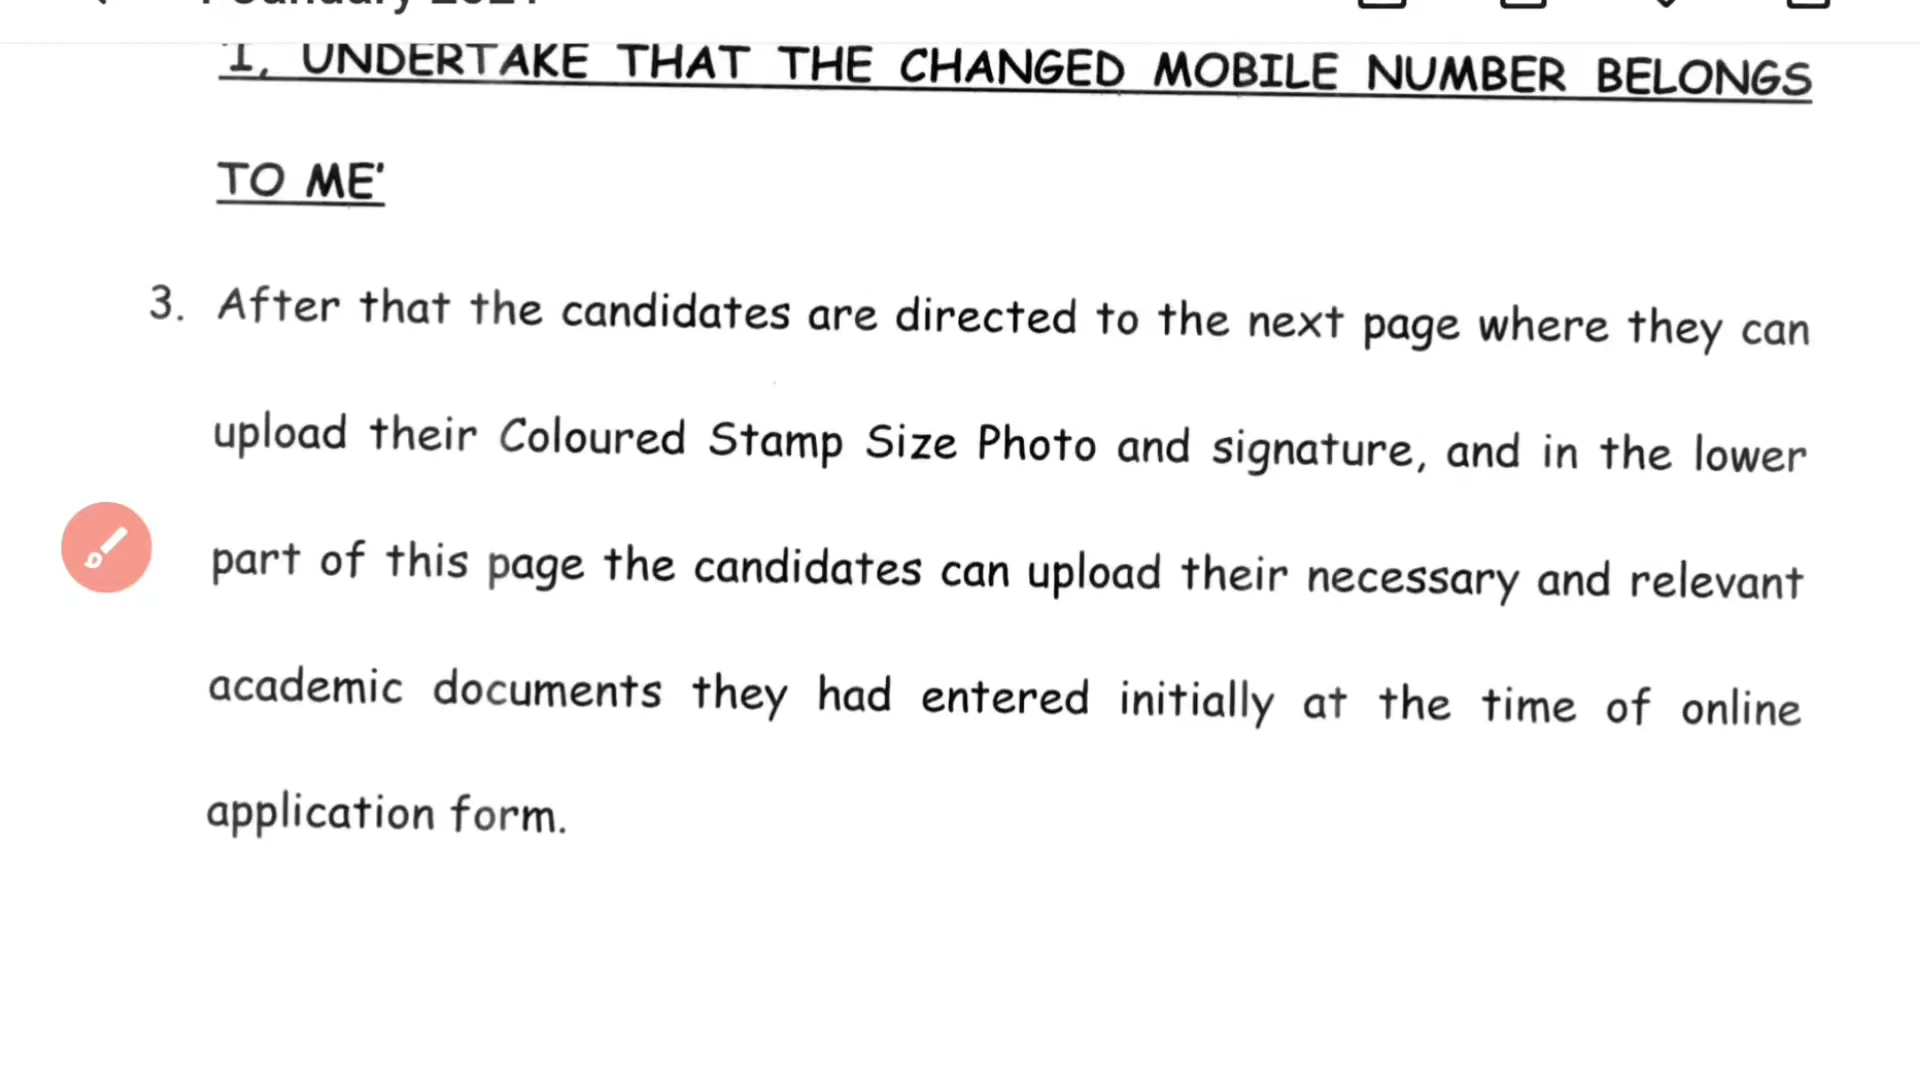 'I, UNDERTAKE THAT THE CHANGED MOBILE NUMBER BELONGS
TO ME'
3. After that the candidates are directed to the next page where they can
upload their Coloured Stamp Size Photo and signature, and in the lower
part of this page the candidates can upload their necessary and relevant
academic documents they had entered initially at the time of online
application form.